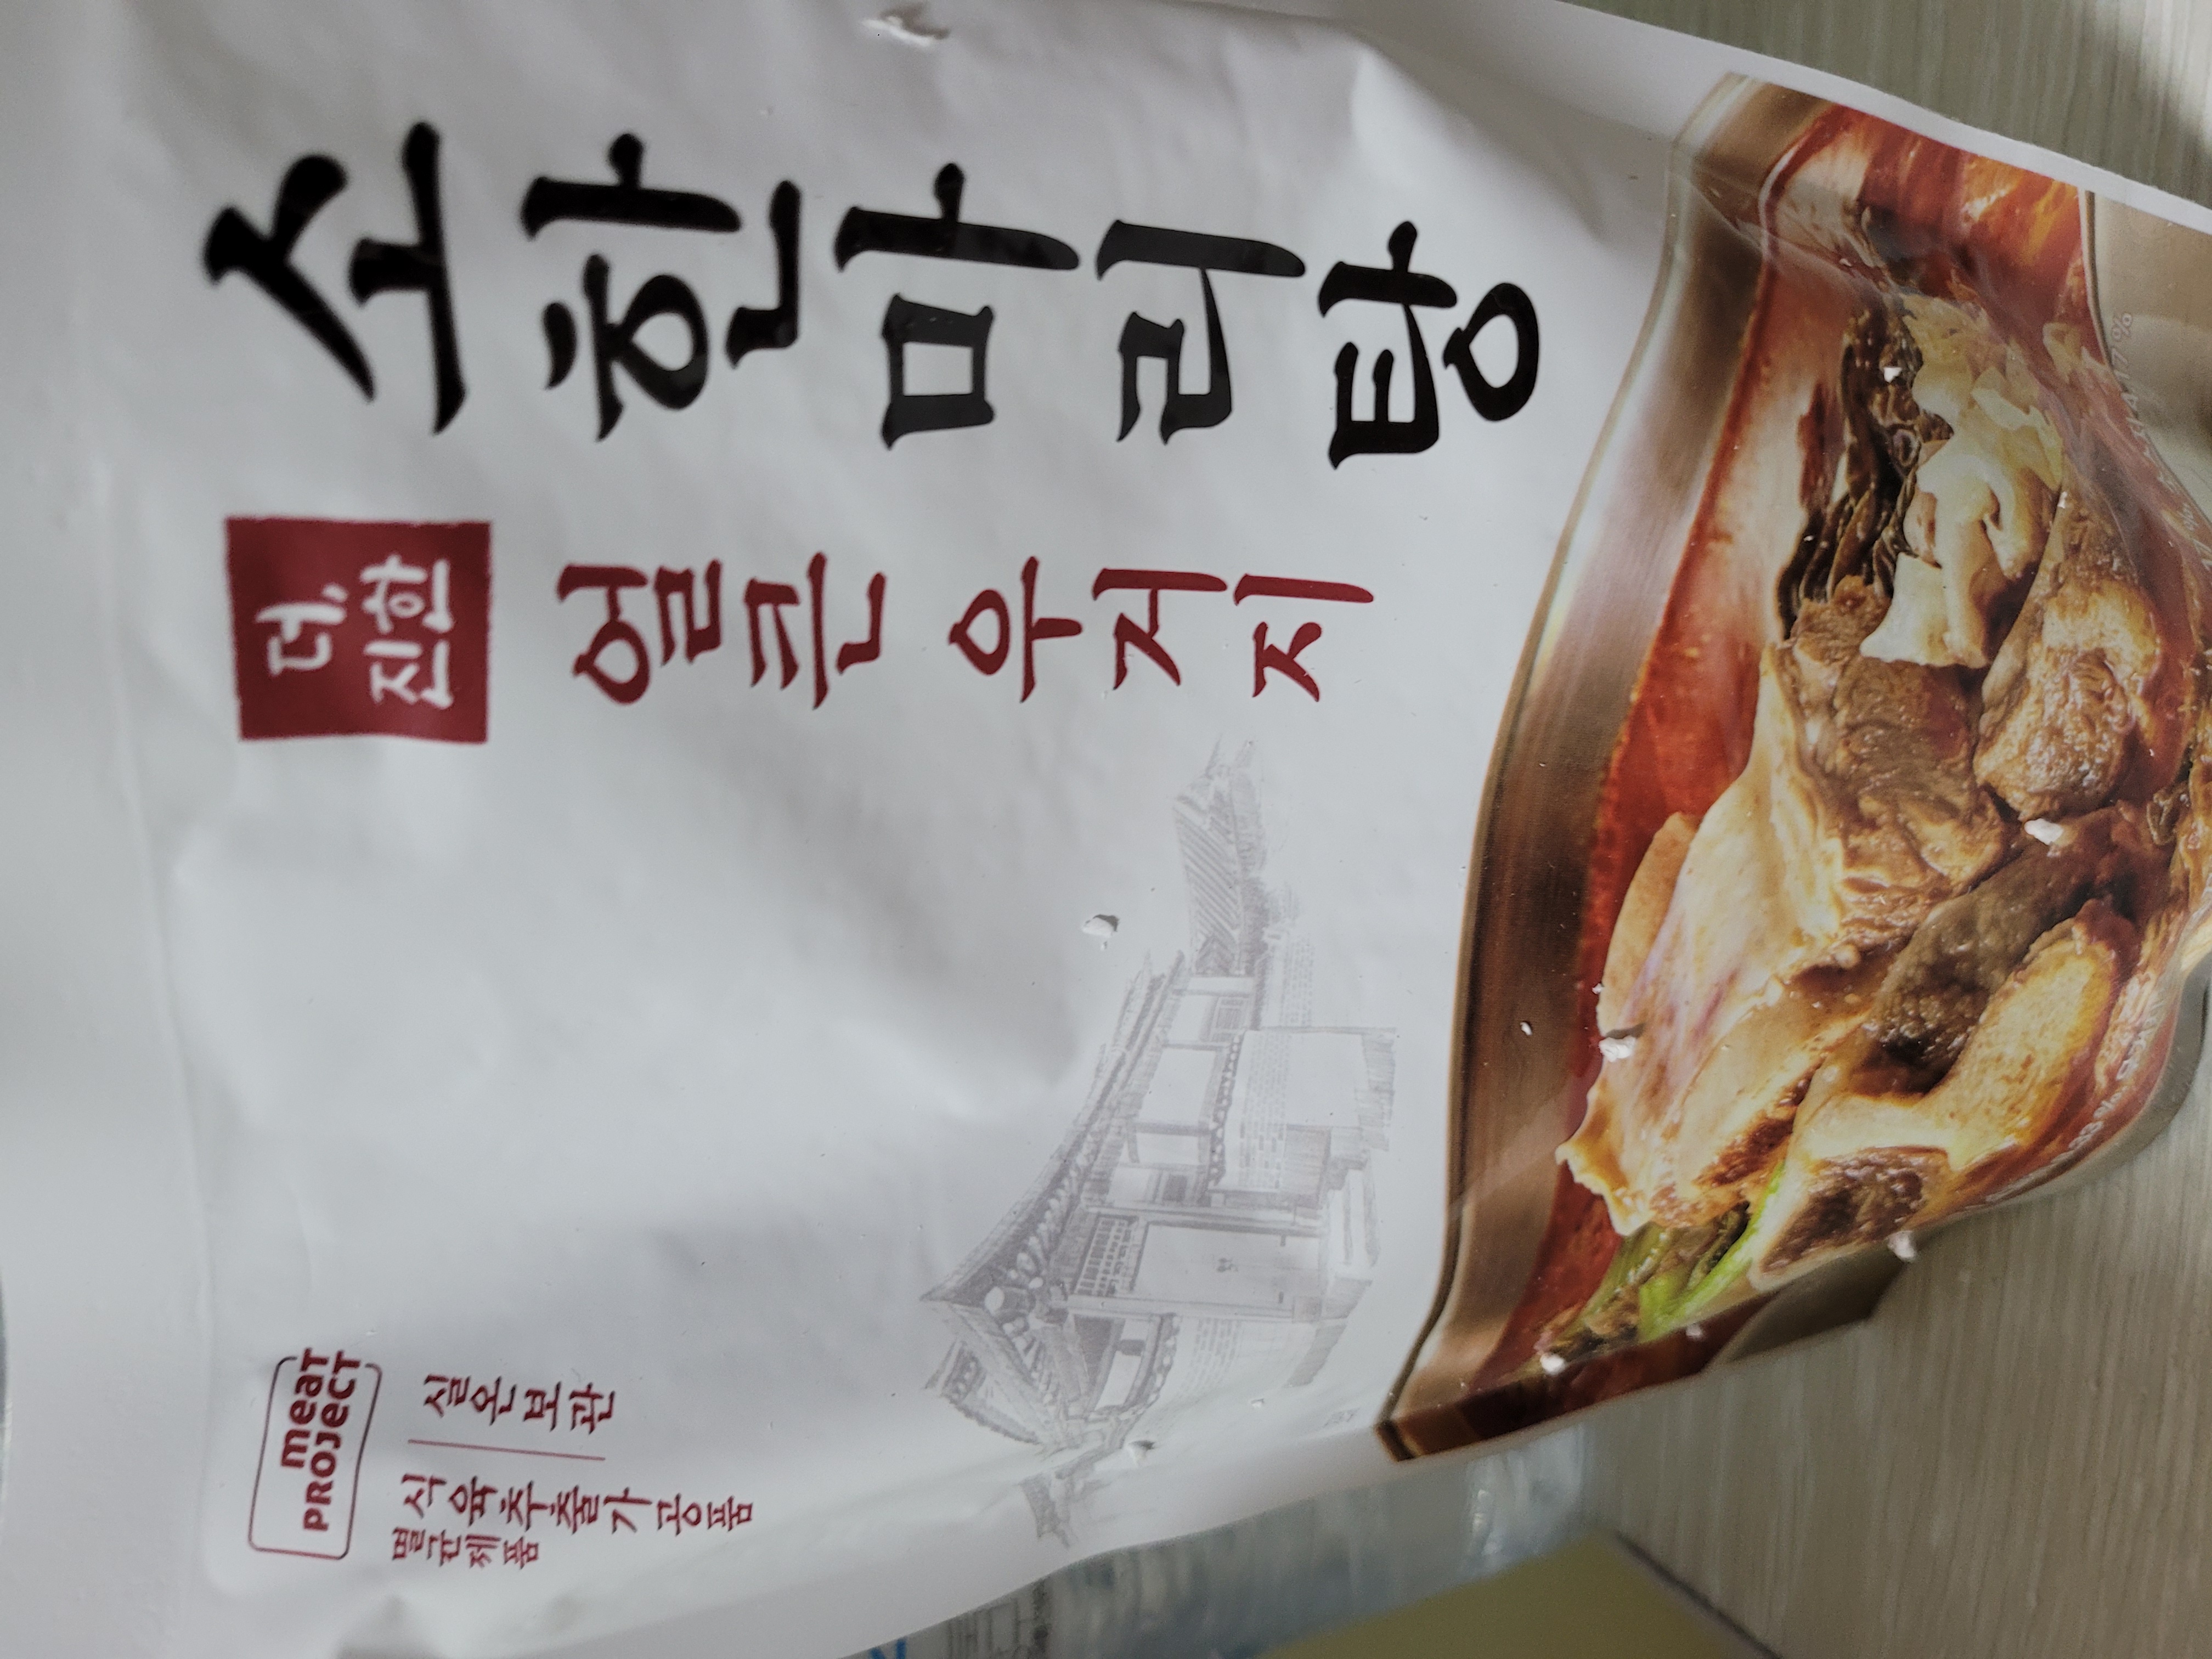 소한마리탕
더,
진한
얼큰 우거지
meat
PROJECT
실온보관
식육추출가공품
멸균제품